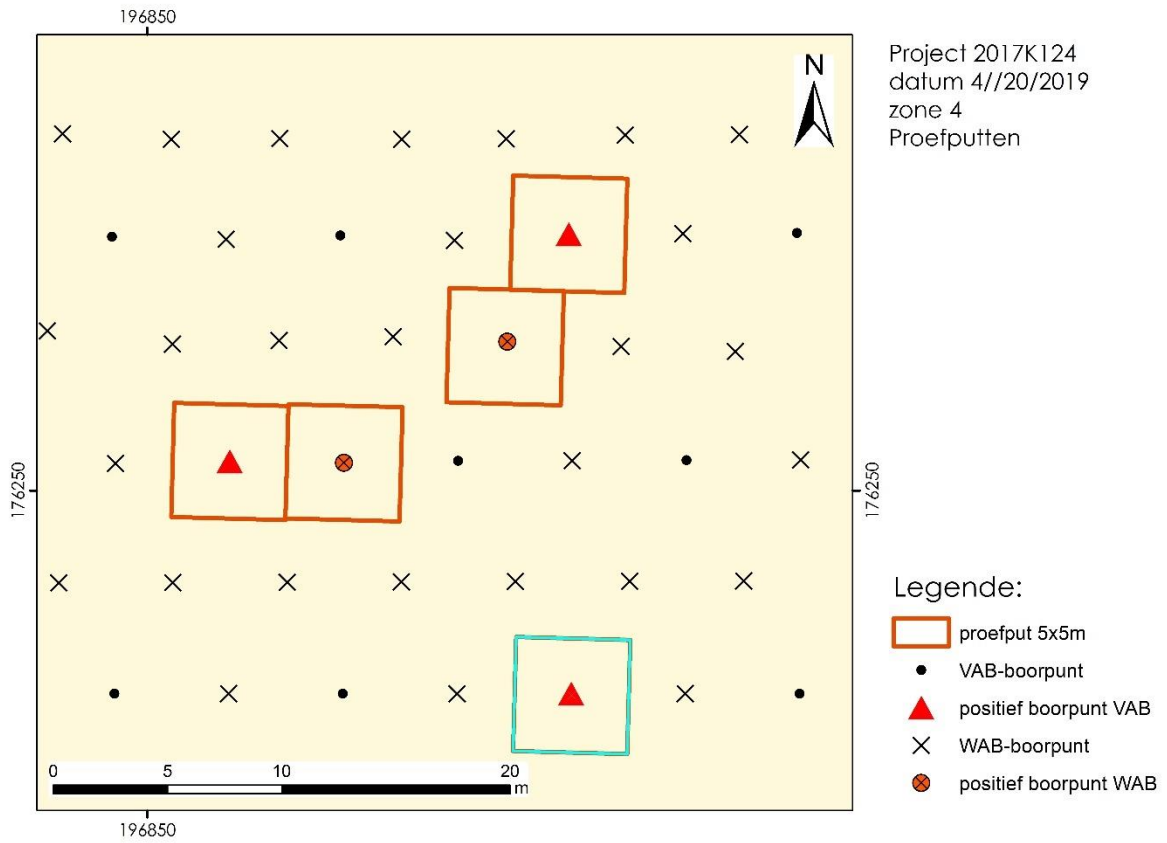 196850
Project 2017K124
datum 4//20/2019
zone 4
Proefputten
N
176250
176250
Legende:
proefput 5x5m
VAB-boorpunt
positief boorpunt VAB
WAB-boorpunt
positief boorpunt WAB
0 5 10 20
m
196850